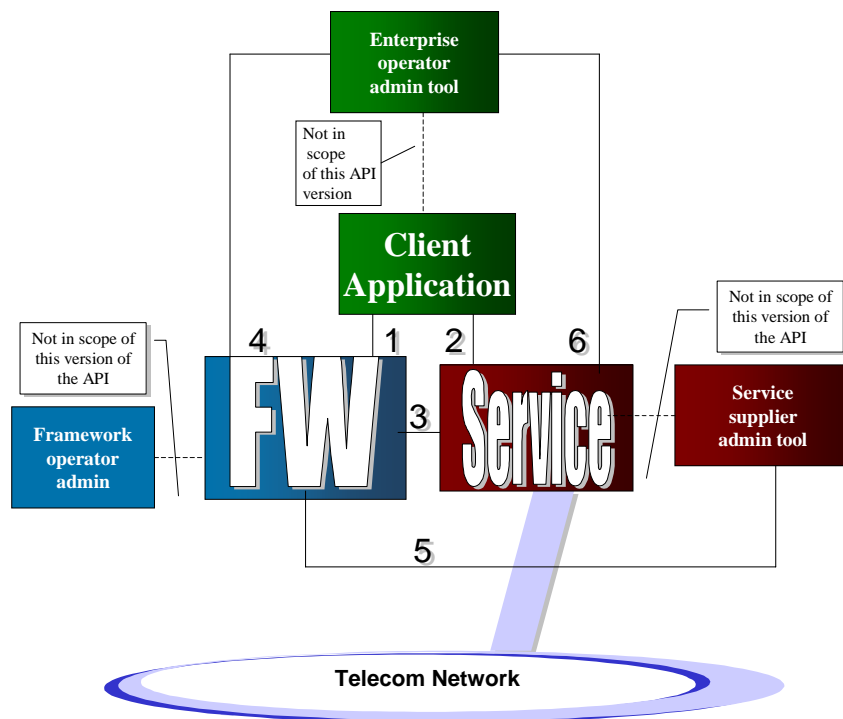 Enterprise
operator
admin tool
Not in
scope
of this API
version
Client
Application
Not in scope of
this version of
the API
Not in scope of
this version of
the API
4
1
2
6
FW
Service
3
Framework
operator
admin
Service
supplier
admin tool
5
Telecom Network